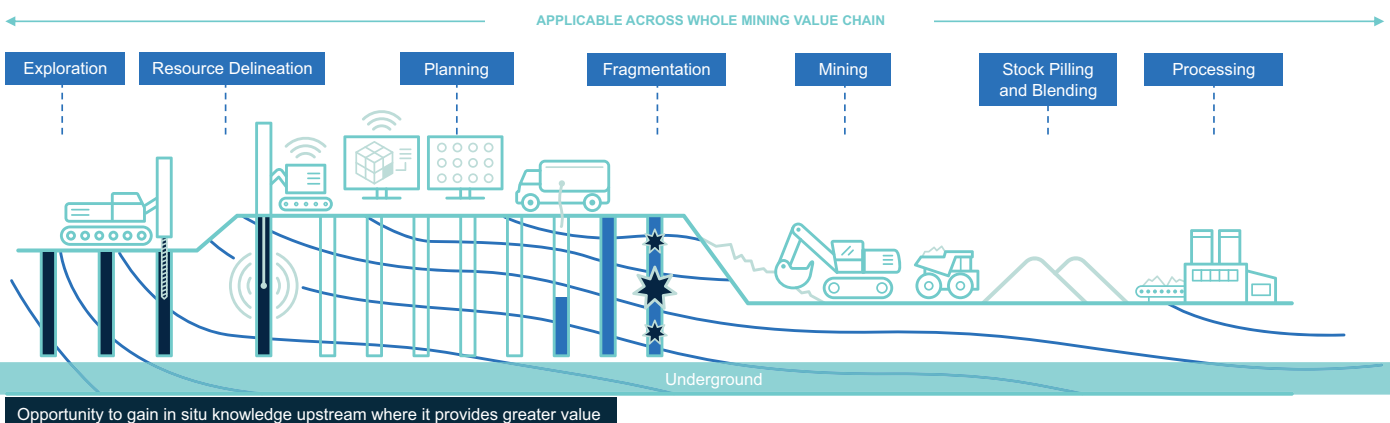 APPLICABLE ACROSS WHOLE MINING VALUE CHAIN
Exploration
Resource Delineation
Planning
Fragmentation
Mining
Stock Pilling
and Blending
Processing
Underground
Opportunity to gain in situ knowledge upstream where it provides greater value